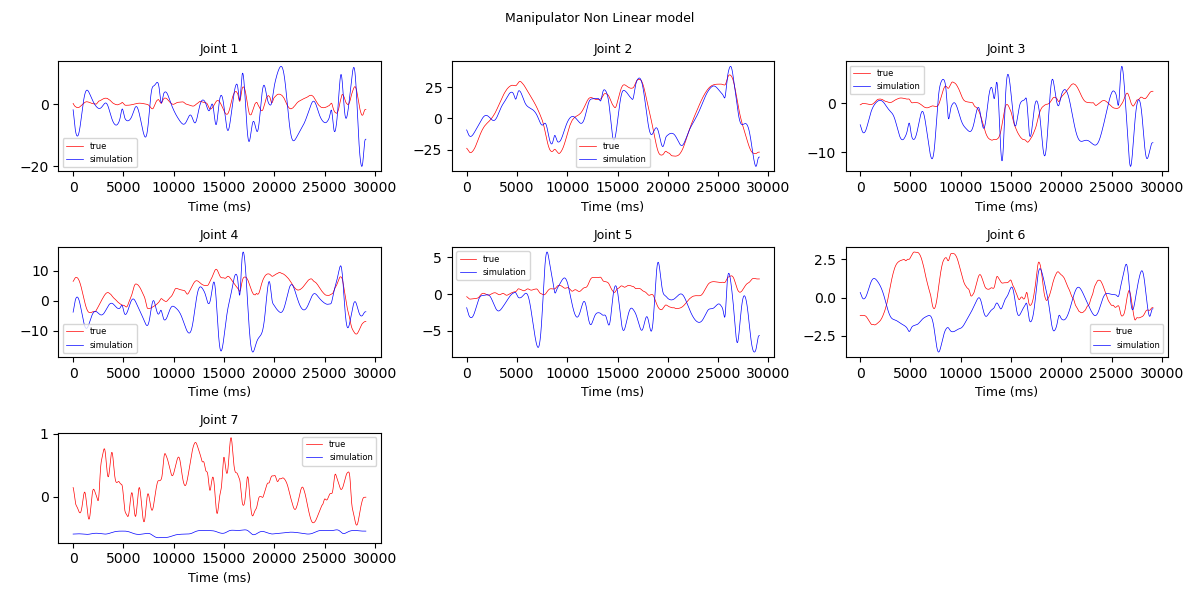 Manipulator Non Linear model
Joint 1
0
−20
true
simulation
0 5000 10000 15000 20000 25000 30000
Time (ms)
Joint 2
25
0
−25
true
simulation
0 5000 10000 15000 20000 25000 30000
Time (ms)
Joint 3
0
−10
true
simulation
0 5000 10000 15000 20000 25000 30000
Time (ms)
Joint 4
10
0
−10
true
simulation
0 5000 10000 15000 20000 25000 30000
Time (ms)
Joint 5
5
0
−5
true
simulation
0 5000 10000 15000 20000 25000 30000
Time (ms)
Joint 6
2.5
0.0
−2.5
true
simulation
0 5000 10000 15000 20000 25000 30000
Time (ms)
Joint 7
1
0
true
simulation
0 5000 10000 15000 20000 25000 30000
Time (ms)